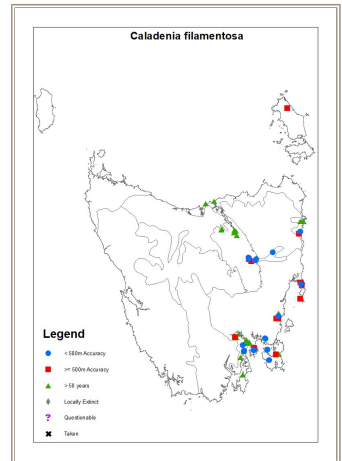 Caladenia filamentosa
Legend
< 500m Accuracy
>= 500m Accuracy
> 50 years
Locally Extinct
Questionable
Taken